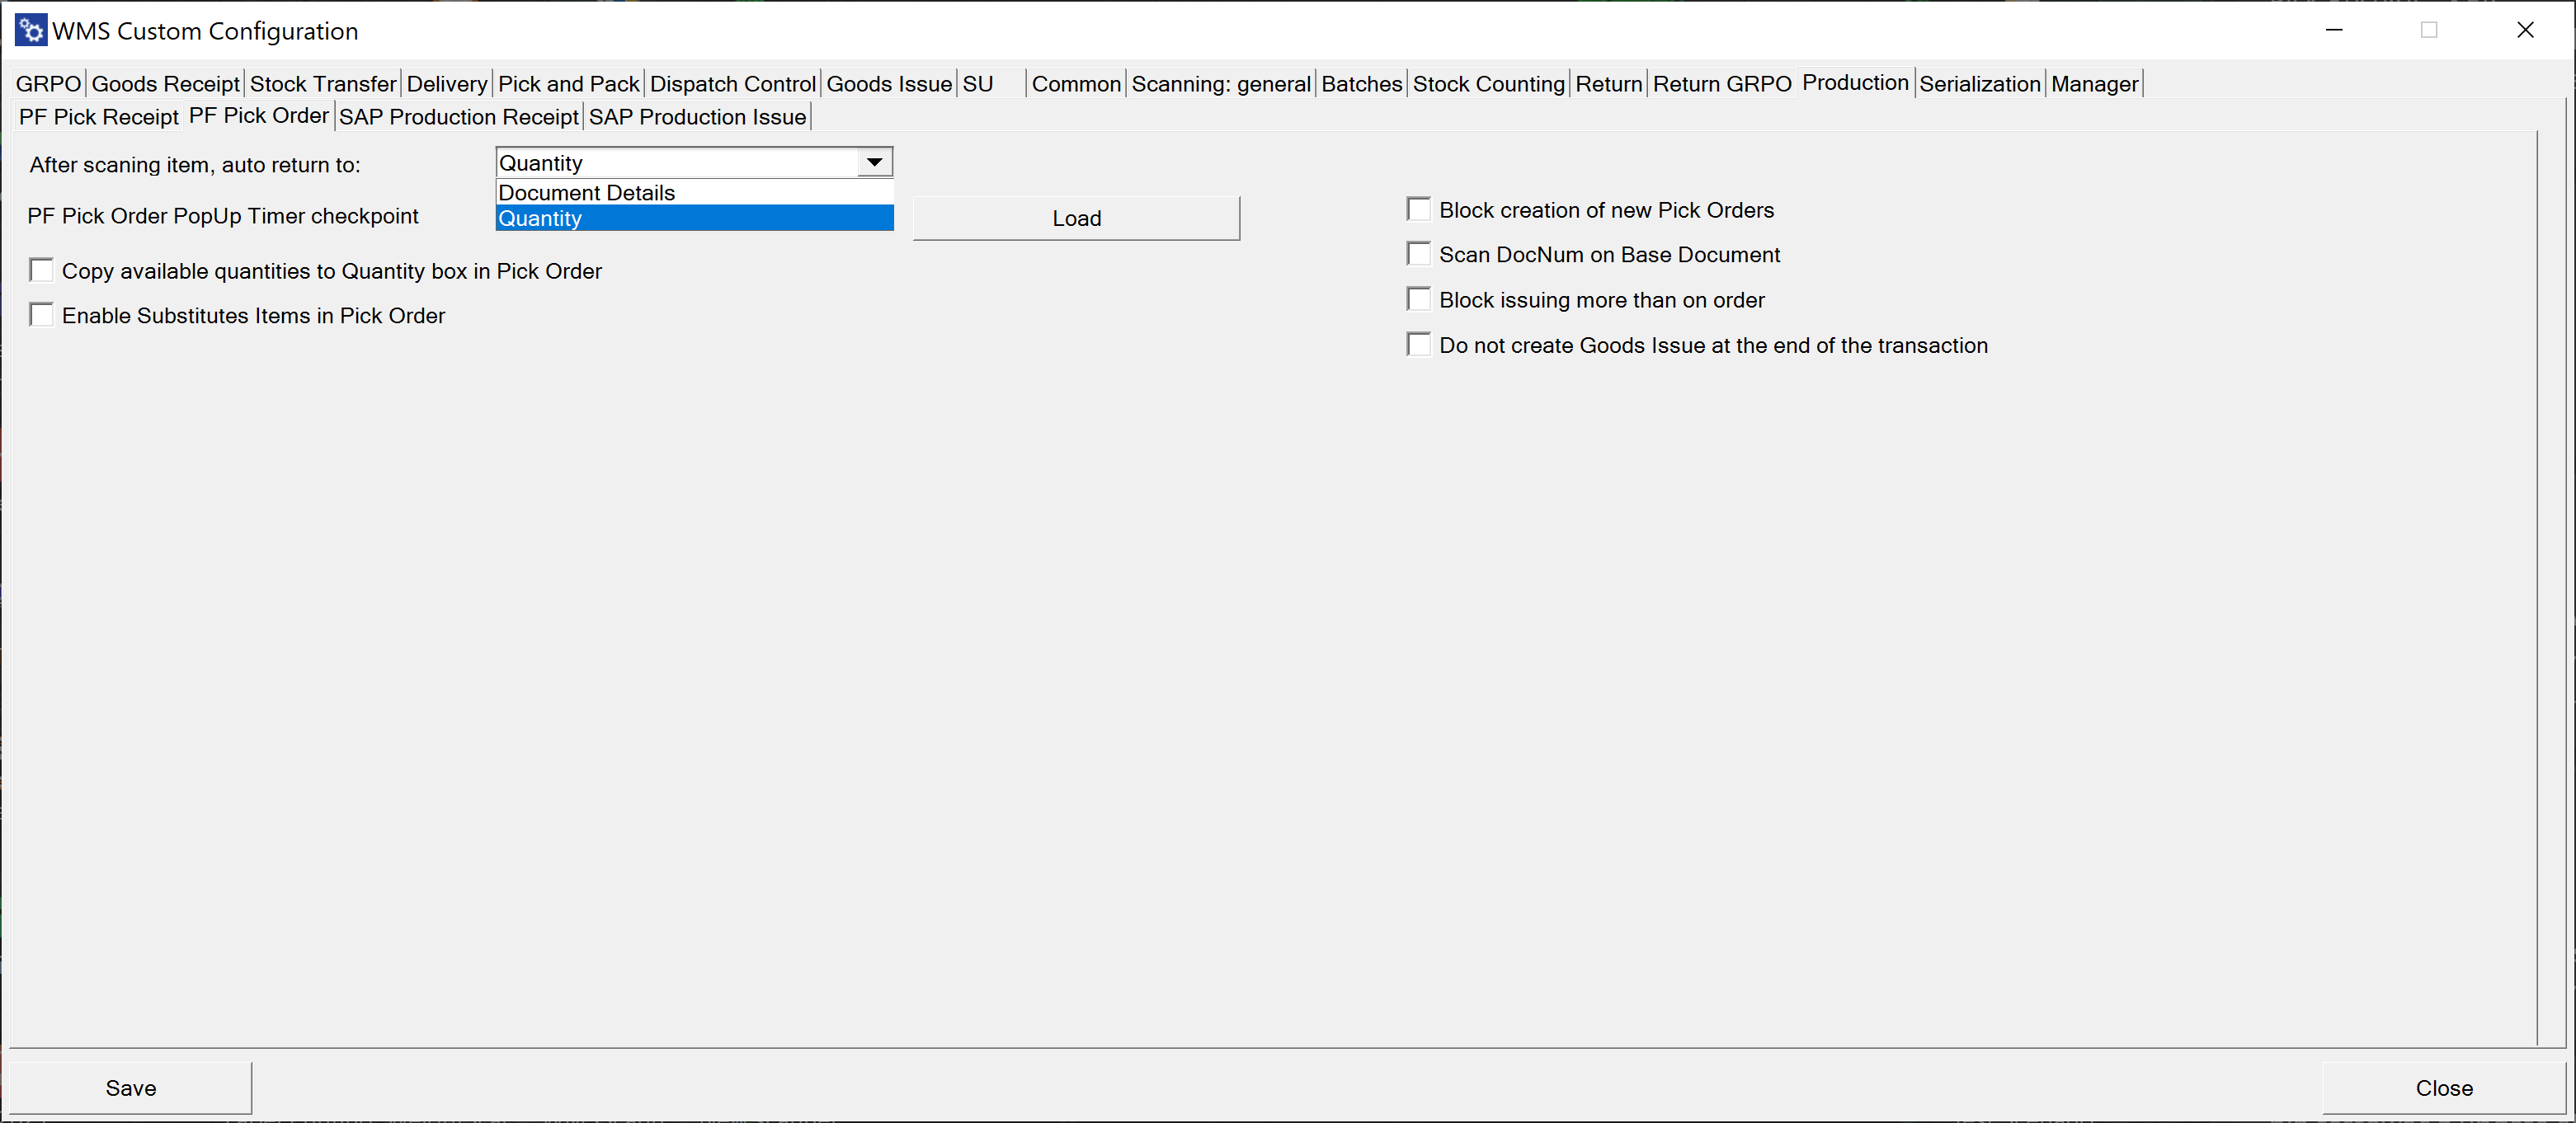 WMS Custom Configuration
GRPO Goods Receipt Stock Transfer Delivery Pick and Pack Dispatch Control Goods Issue SU Common Scanning: general Batches Stock Counting Return Return GRPO Production Serialization Manager
PF Pick Receipt PF Pick Order SAP Production Receipt SAP Production Issue
After scaning item, auto return to: Quantity
Document Details
Quantity
PF Pick Order PopUp Timer checkpoint
Load
Copy available quantities to Quantity box in Pick Order
Enable Substitutes Items in Pick Order
Block creation of new Pick Orders
Scan DocNum on Base Document
Block issuing more than on order
Do not create Goods Issue at the end of the transaction
Save
Close